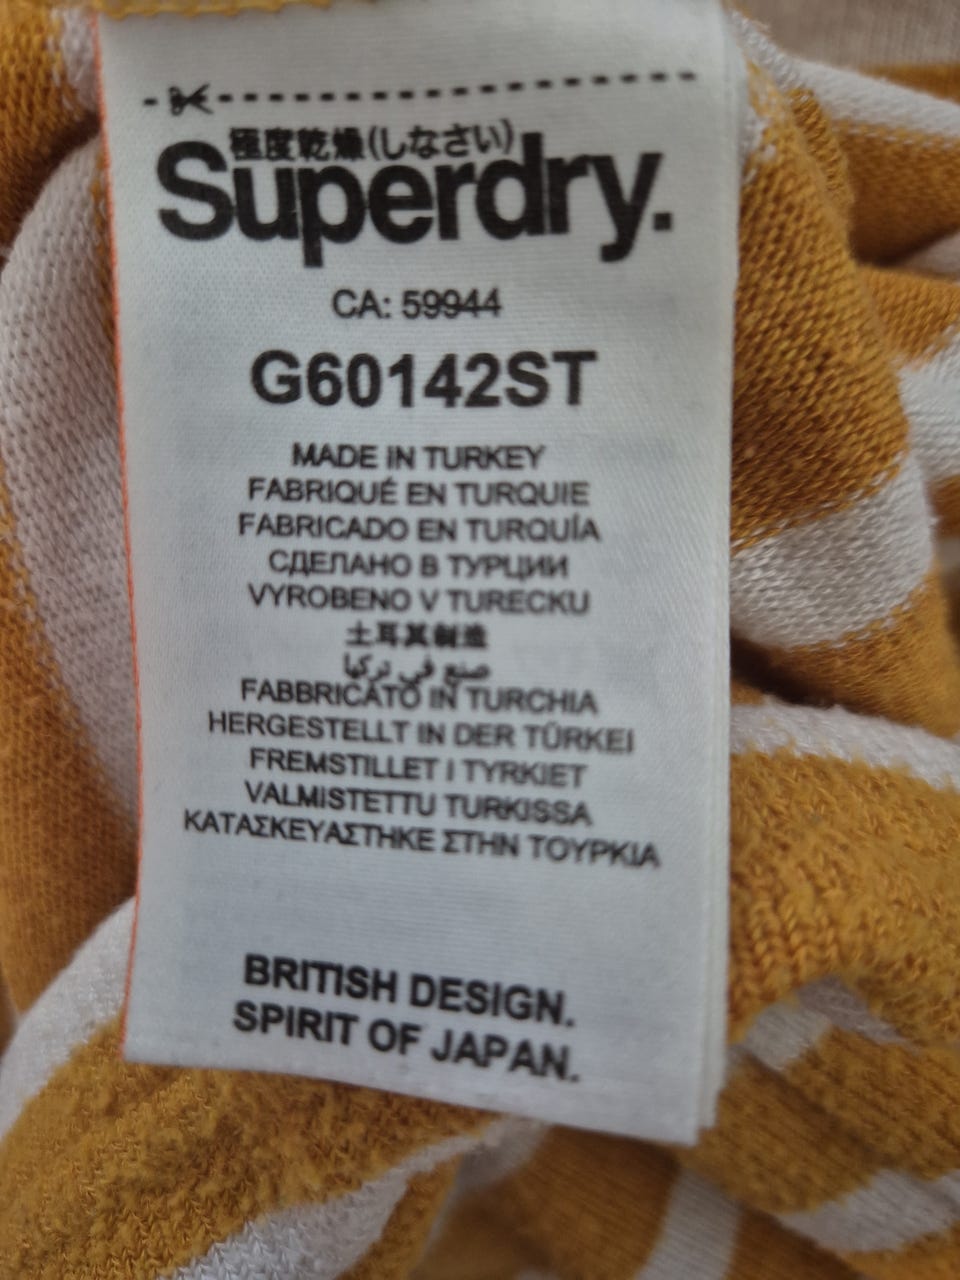 極度乾燥(しなさい)
Superdry.
CA: 59944
G60142ST
MADE IN TURKEY
FABRIQUÉ EN TURQUIE
FABRICADO EN TURQUÍA
СДЕЛАНО В ТУРЦИИ
VYROBENO V TURECKU
土耳其制造
صنع في تركيا
FABBRICATO IN TURCHIA
HERGESTELLT IN DER TÜRKEI
FREMSTILLET I TYRKIET
VALMISTETTU TURKISSA
ΚΑΤΑΣΚΕΥΑΣΤΗΚΕ ΣΤΗΝ ΤΟΥΡΚΙΑ
BRITISH DESIGN.
SPIRIT OF JAPAN.